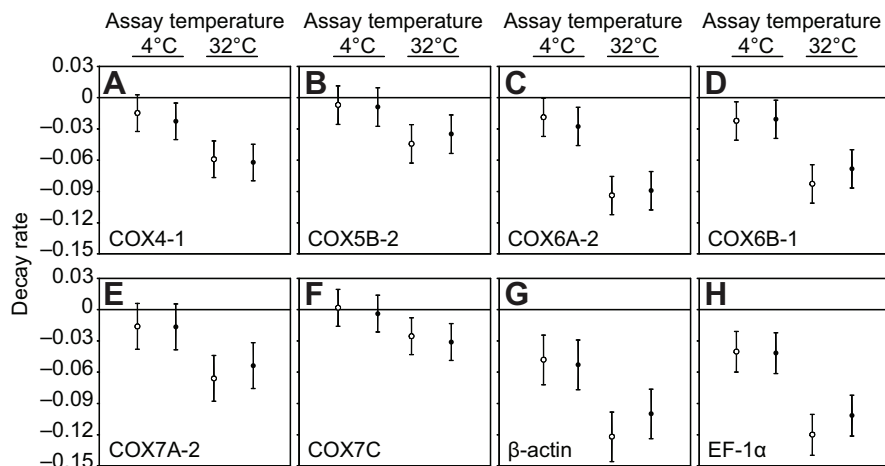 Assay temperature Assay temperature Assay temperature Assay temperature
4°C 32°C 4°C 32°C 4°C 32°C 4°C 32°C
Decay rate
0.03
0
–0.03
–0.06
–0.09
–0.12
–0.15
A B C D
COX4-1 COX5B-2 COX6A-2 COX6B-1
0.03
0
–0.03
–0.06
–0.09
–0.12
–0.15
E F G H
COX7A-2 COX7C β-actin EF-1α